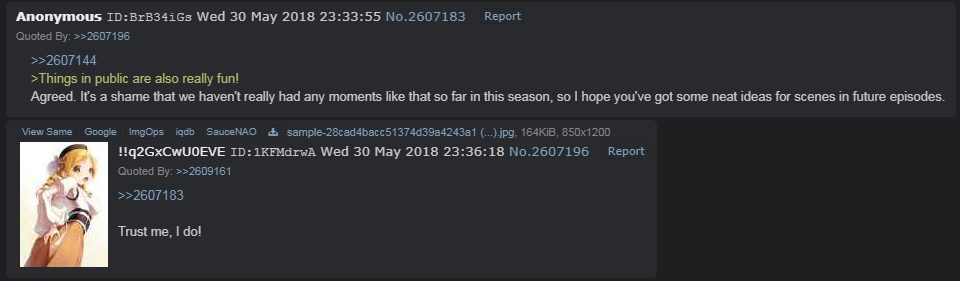 Anonymous ID:BrB34iGs Wed 30 May 2018 23:33:55 No.2607183 Report
Quoted By: >>2607196
>>2607144
>Things in public are also really fun!
Agreed. It's a shame that we haven't really had any moments like that so far in this season, so I hope you've got some neat ideas for scenes in future episodes.
View Same Google ImgOps iqdb SauceNAO sample-28cad4bacc51374d39a4243a1 (...).jpg, 164KiB, 850x1200
!!q2GxCwU0EVE ID:1KFMdrwA Wed 30 May 2018 23:36:18 No.2607196 Report
Quoted By: >>2609161
>>2607183
Trust me, I do!